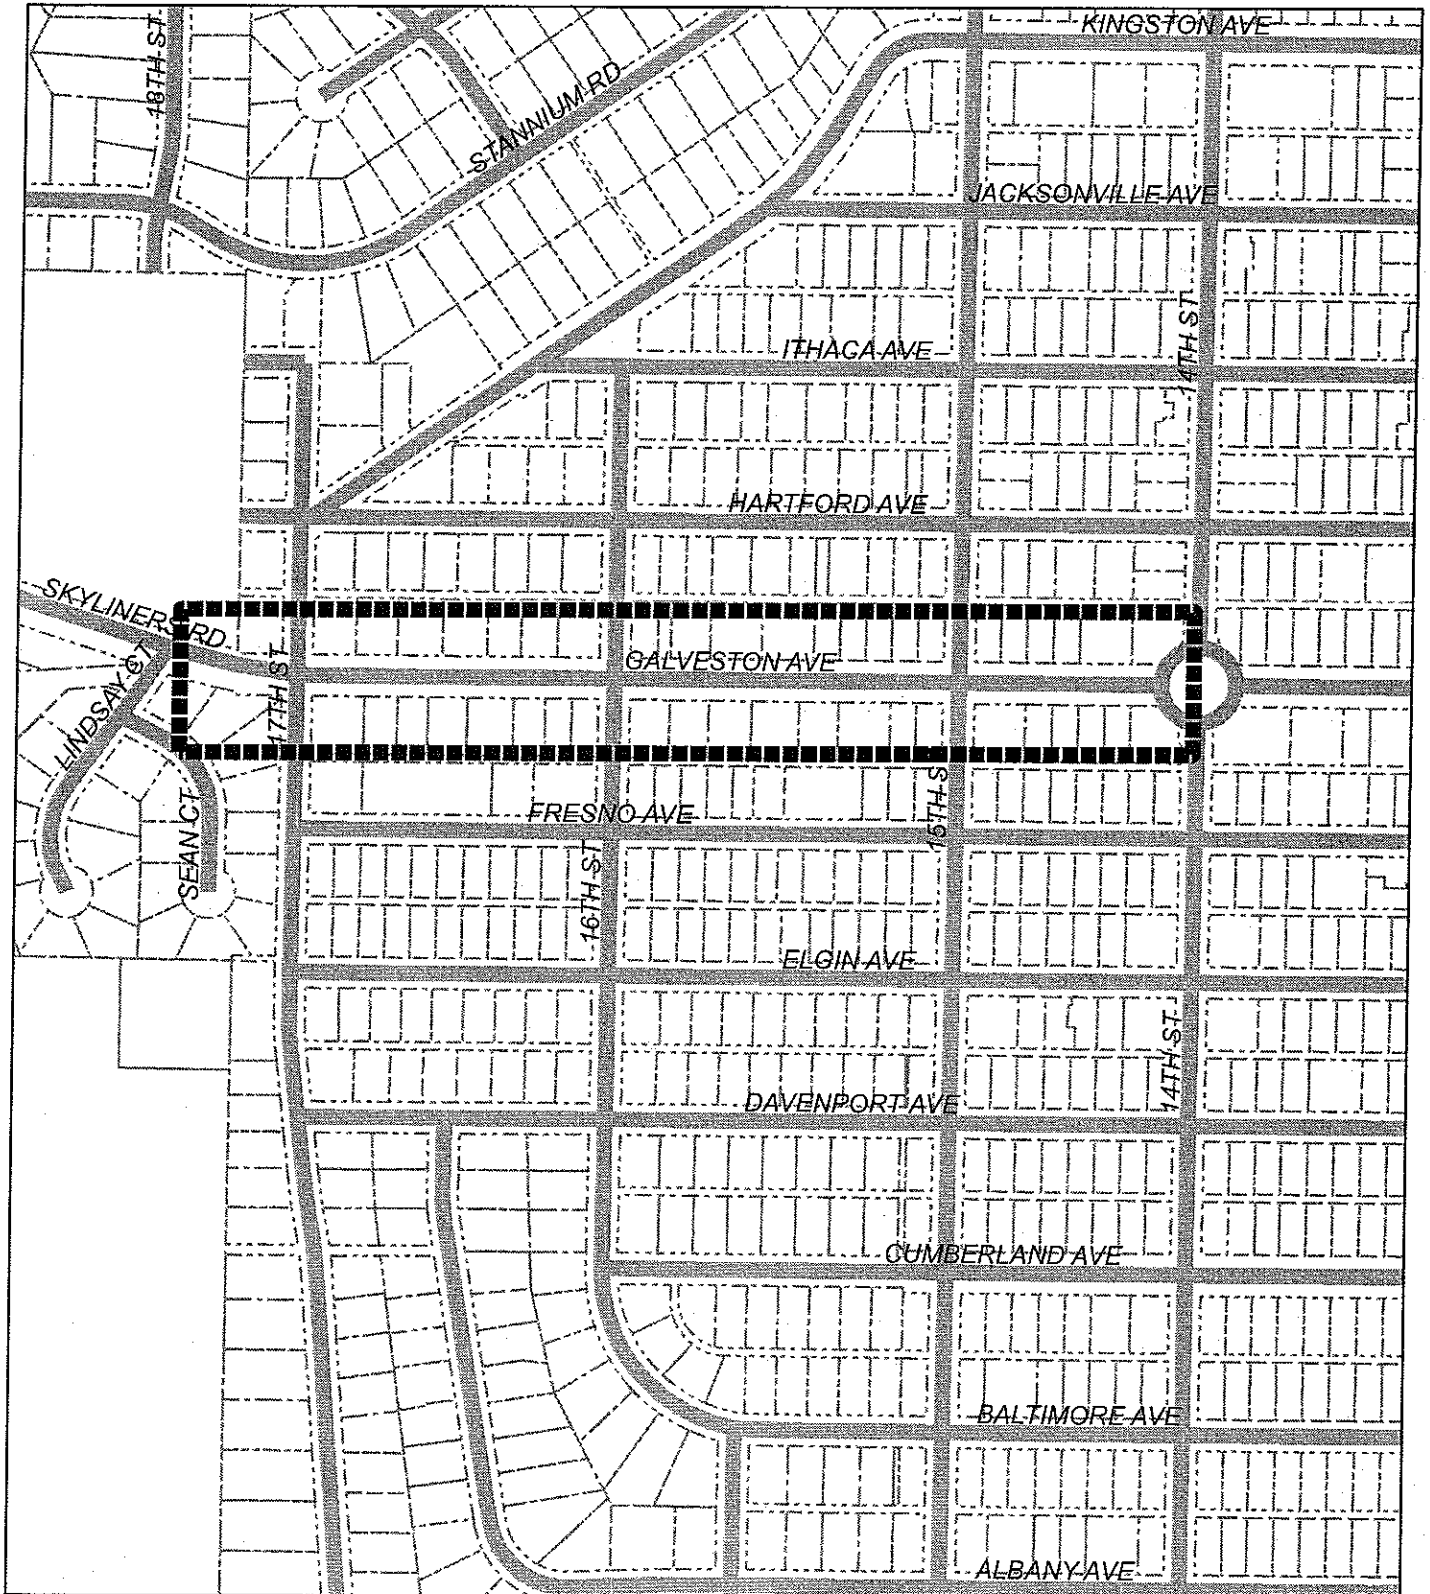 KINGSTON AVE
18TH ST
STANNIUM RD
JACKSONVILLE AVE
14TH ST
ITHACA AVE
HARTFORD AVE
SKYLINERS RD
LINDSAY CT
17TH ST
GALVESTON AVE
SEAN CT
FRESNO AVE
15TH S
16TH ST
ELGIN AVE
14TH ST
DAVENPORT AVE
CUMBERLAND AVE
BALTIMORE AVE
ALBANY AVE